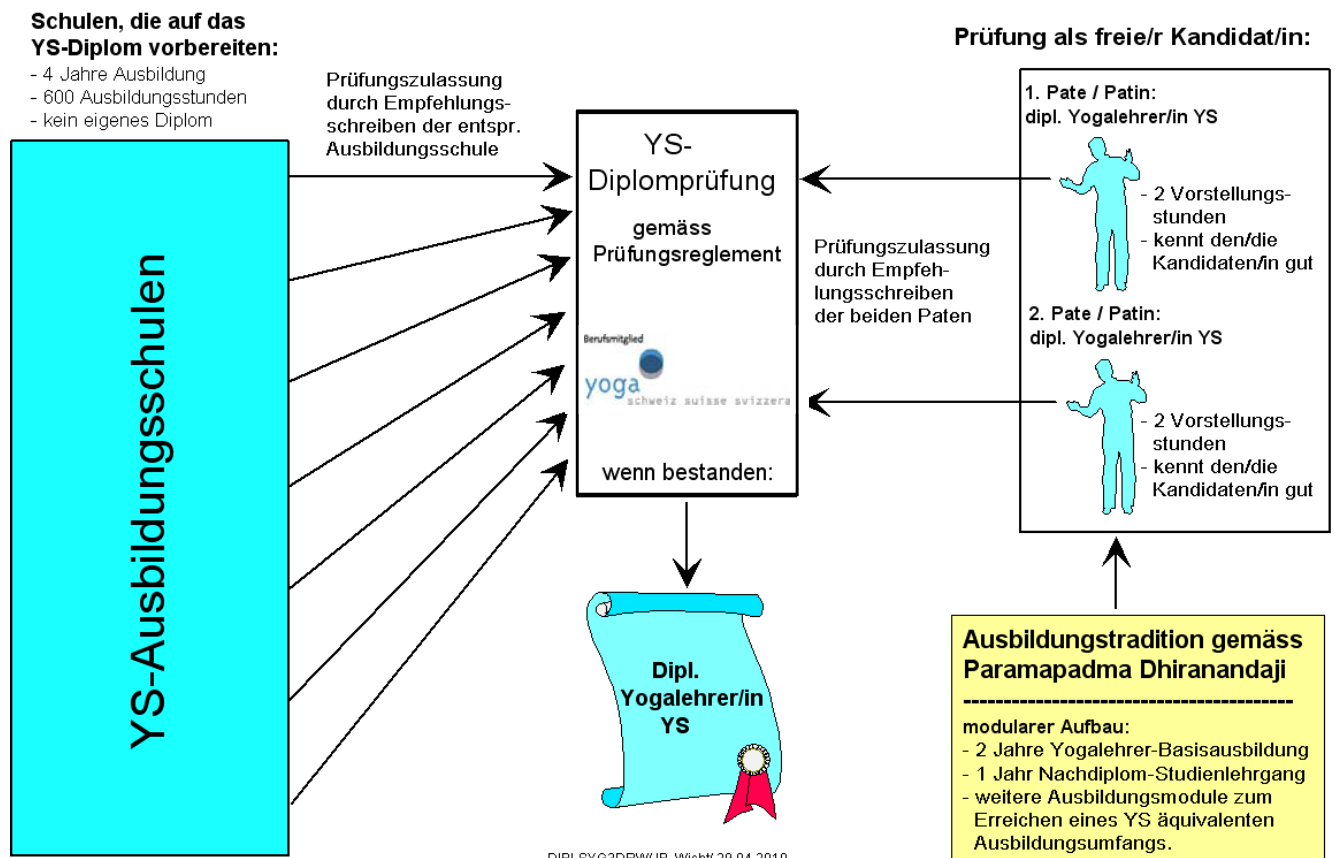 Schulen, die auf das
YS-Diplom vorbereiten:
- 4 Jahre Ausbildung
- 600 Ausbildungsstunden
- kein eigenes Diplom
YS-Ausbildungsschulen
Prüfungszulassung
durch Empfehlungs-
schreiben der entspr.
Ausbildungsschule
YS-
Diplomprüfung
gemäss
Prüfungsreglement
Berufsmitglied
yoga
schweiz suisse svizzera
wenn bestanden:
Dipl.
Yogalehrer/in
YS
Prüfungszulassung
durch Empfeh-
lungsschreiben
der beiden Paten
Prüfung als freie/r Kandidat/in:
1. Pate / Patin:
dipl. Yogalehrer/in YS
- 2 Vorstellungs-
stunden
- kennt den/die
Kandidaten/in gut
2. Pate / Patin:
dipl. Yogalehrer/in YS
- 2 Vorstellungs-
stunden
- kennt den/die
Kandidaten/in gut
Ausbildungstradition gemäss
Paramapadma Dhiranandaji
------------------------------------------
modularer Aufbau:
- 2 Jahre Yogalehrer-Basisausbildung
- 1 Jahr Nachdiplom-Studienlehrgang
- weitere Ausbildungsmodule zum
Erreichen eines YS äquivalenten
Ausbildungsumfangs.